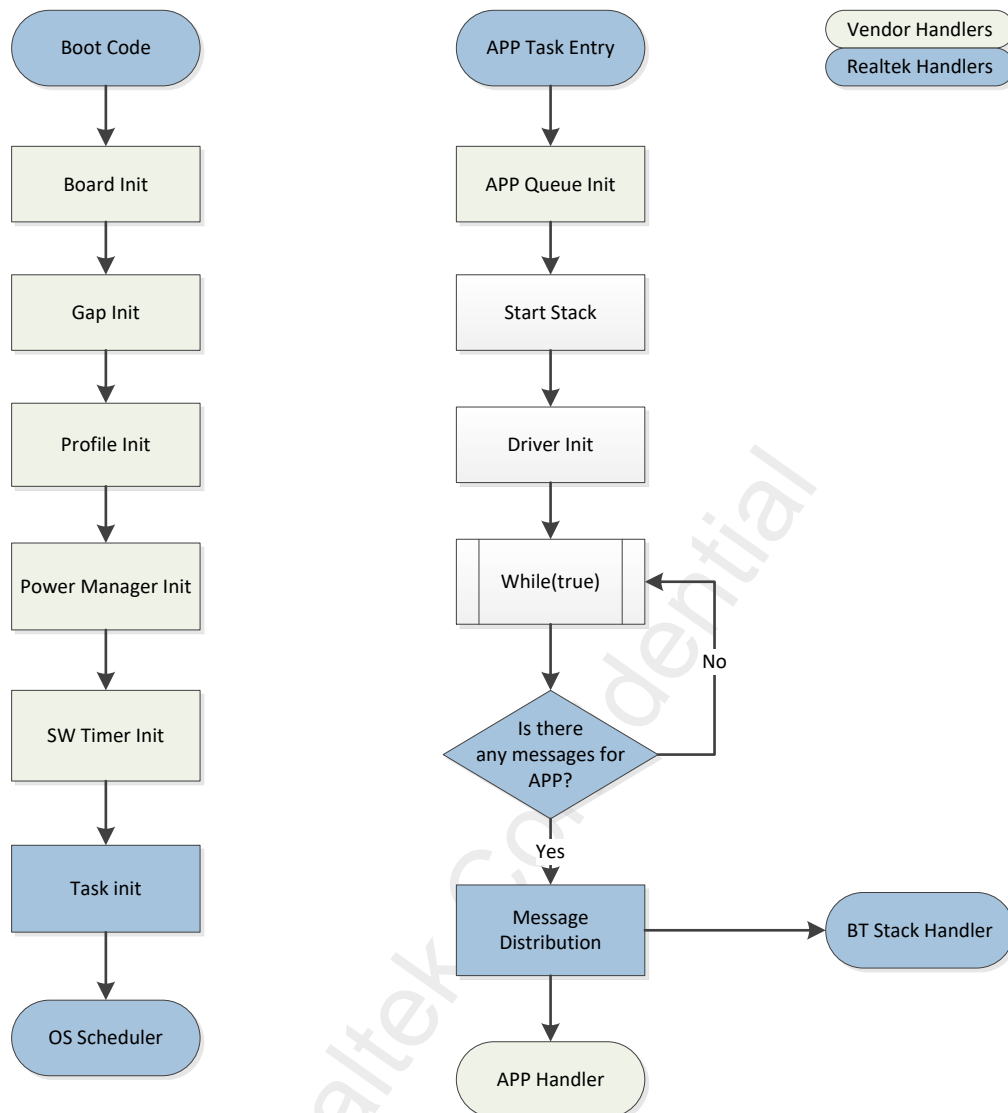 Boot Code
Board Init
Gap Init
Profile Init
Power Manager Init
SW Timer Init
Task init
OS Scheduler
APP Task Entry
APP Queue Init
Start Stack
Driver Init
While(true)
No
Is there
any messages for
APP?
Yes
Message
Distribution
BT Stack Handler
APP Handler
Vendor Handlers
Realtek Handlers